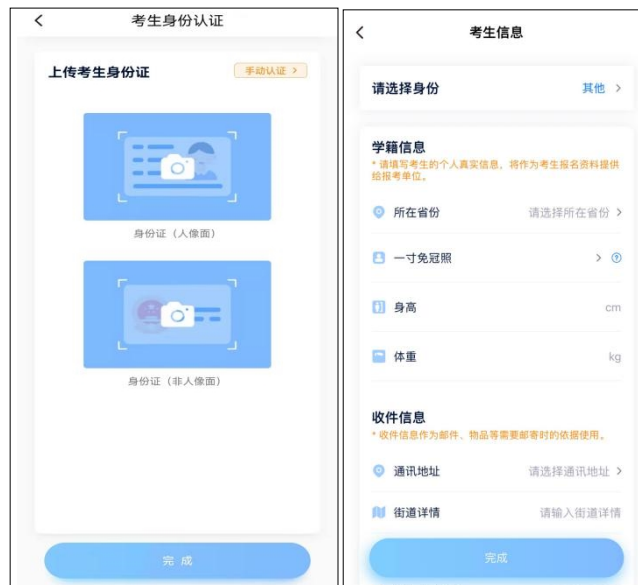 考生身份认证
上传考生身份证
手动认证 >
身份证（人像面）
身份证（非人像面）
完成
考生信息
请选择身份 其他 >
学籍信息
* 请填写考生的个人真实信息，将作为考生报名资料提供
给报考单位。
所在省份 请选择所在省份 >
一寸免冠照 > ?
身高 cm
体重 kg
收件信息
* 收件信息作为邮件、物品等需要邮寄时的依据使用。
通讯地址 请选择通讯地址 >
街道详情 请输入街道详情
完成